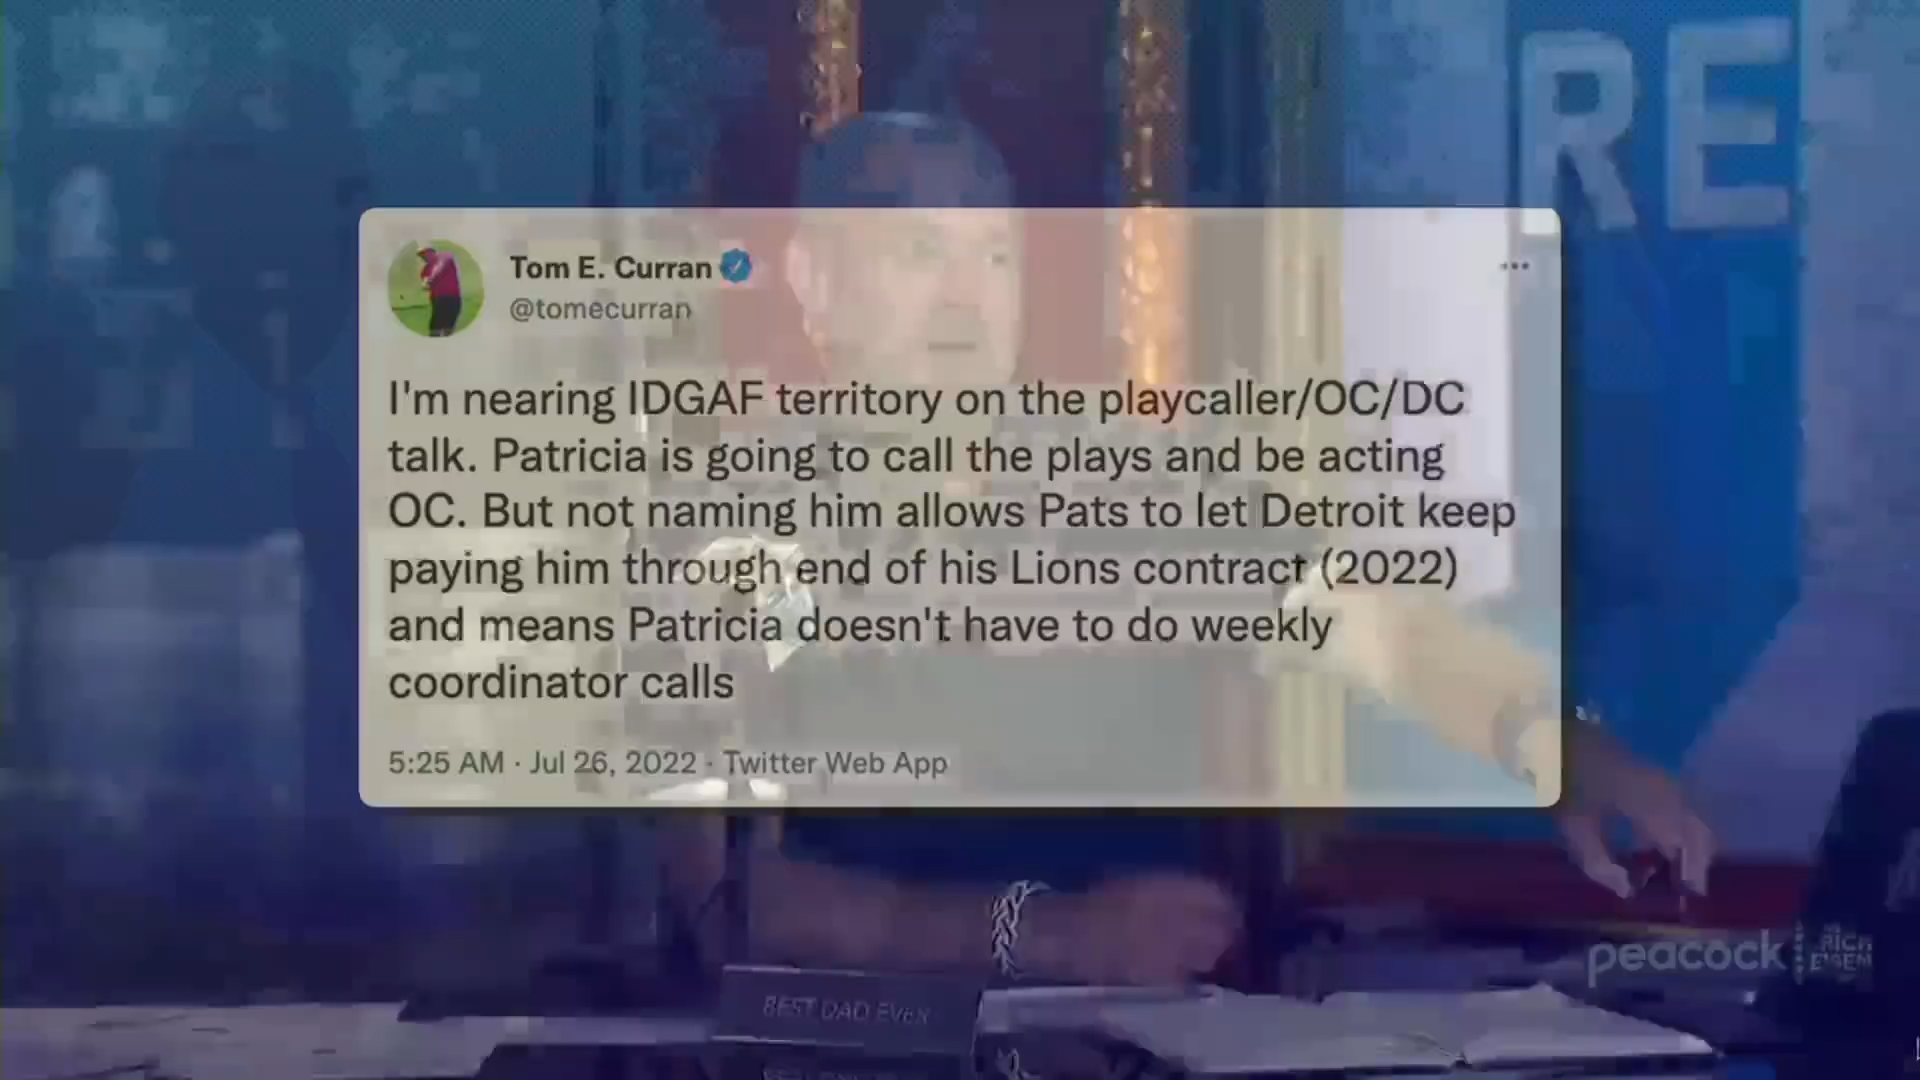 RE
Tom E. Curran
@tomecurran
I'm nearing IDGAF territory on the playcaller/OC/DC
talk. Patricia is going to call the plays and be acting
OC. But not naming him allows Pats to let Detroit keep
paying him through end of his Lions contract (2022)
and means Patricia doesn't have to do weekly
coordinator calls
5:25 AM · Jul 26, 2022 · Twitter Web App
peacock
RICH
EISEN
BEST DAD EVER